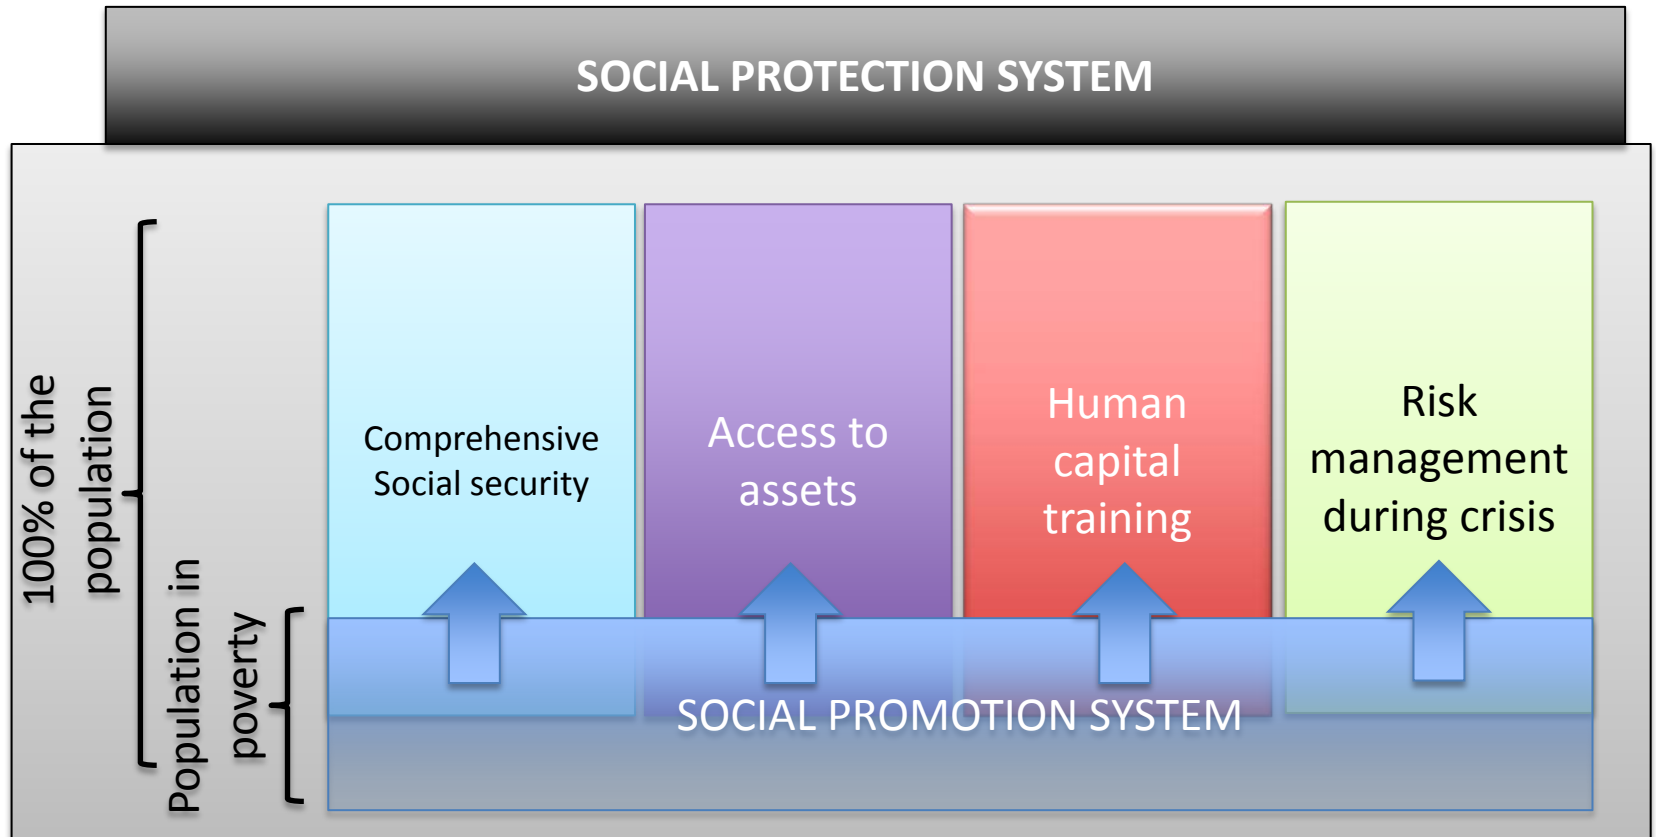 SOCIAL PROTECTION SYSTEM
100% of the
population
Population in
poverty
Comprehensive
Social security
Access to
assets
Human
capital
training
Risk
management
during crisis
SOCIAL PROMOTION SYSTEM